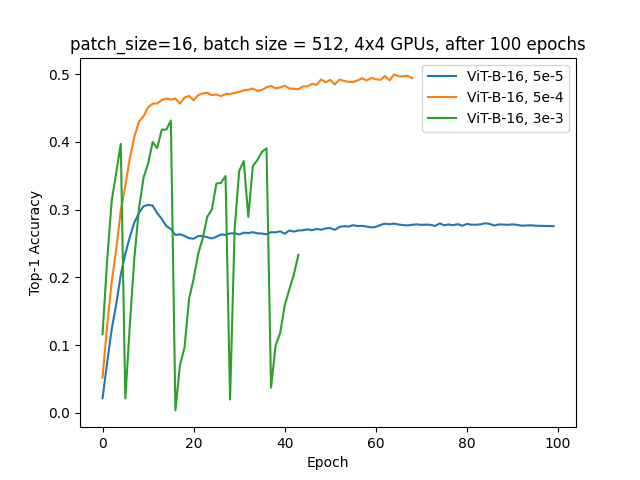 patch_size=16, batch size = 512, 4x4 GPUs, after 100 epochs
ViT-B-16, 5e-5
ViT-B-16, 5e-4
ViT-B-16, 3e-3
Top-1 Accuracy
0.5
0.4
0.3
0.2
0.1
0.0
0 20 40 60 80 100
Epoch